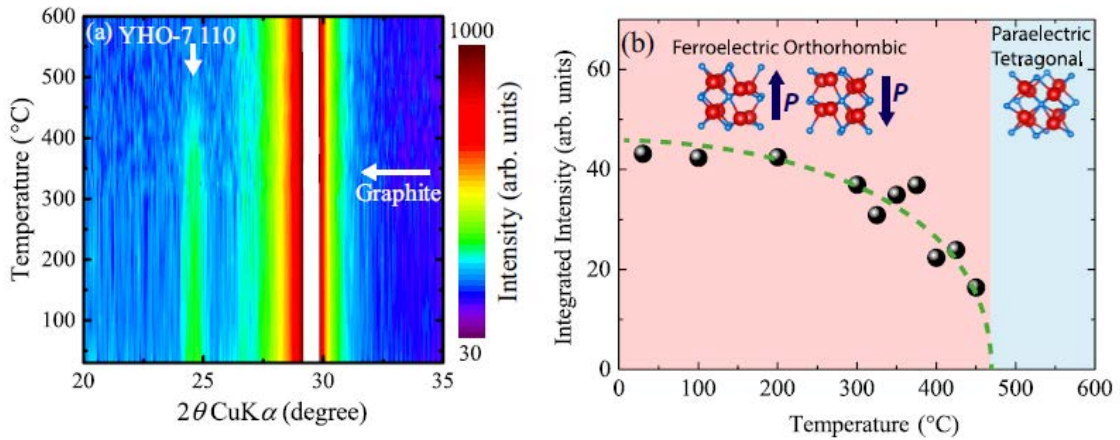 (a) YHO-7 110
600
500
400
300
200
100
Temperature (°C)
20 25 30 35
2θ CuKα (degree)
Graphite
1000
30
Intensity (arb. units)
(b)
Ferroelectric Orthorhombic
Paraelectric
Tetragonal
P
P
60
40
20
0
Integrated Intensity (arb. units)
0 100 200 300 400 500 600
Temperature (°C)